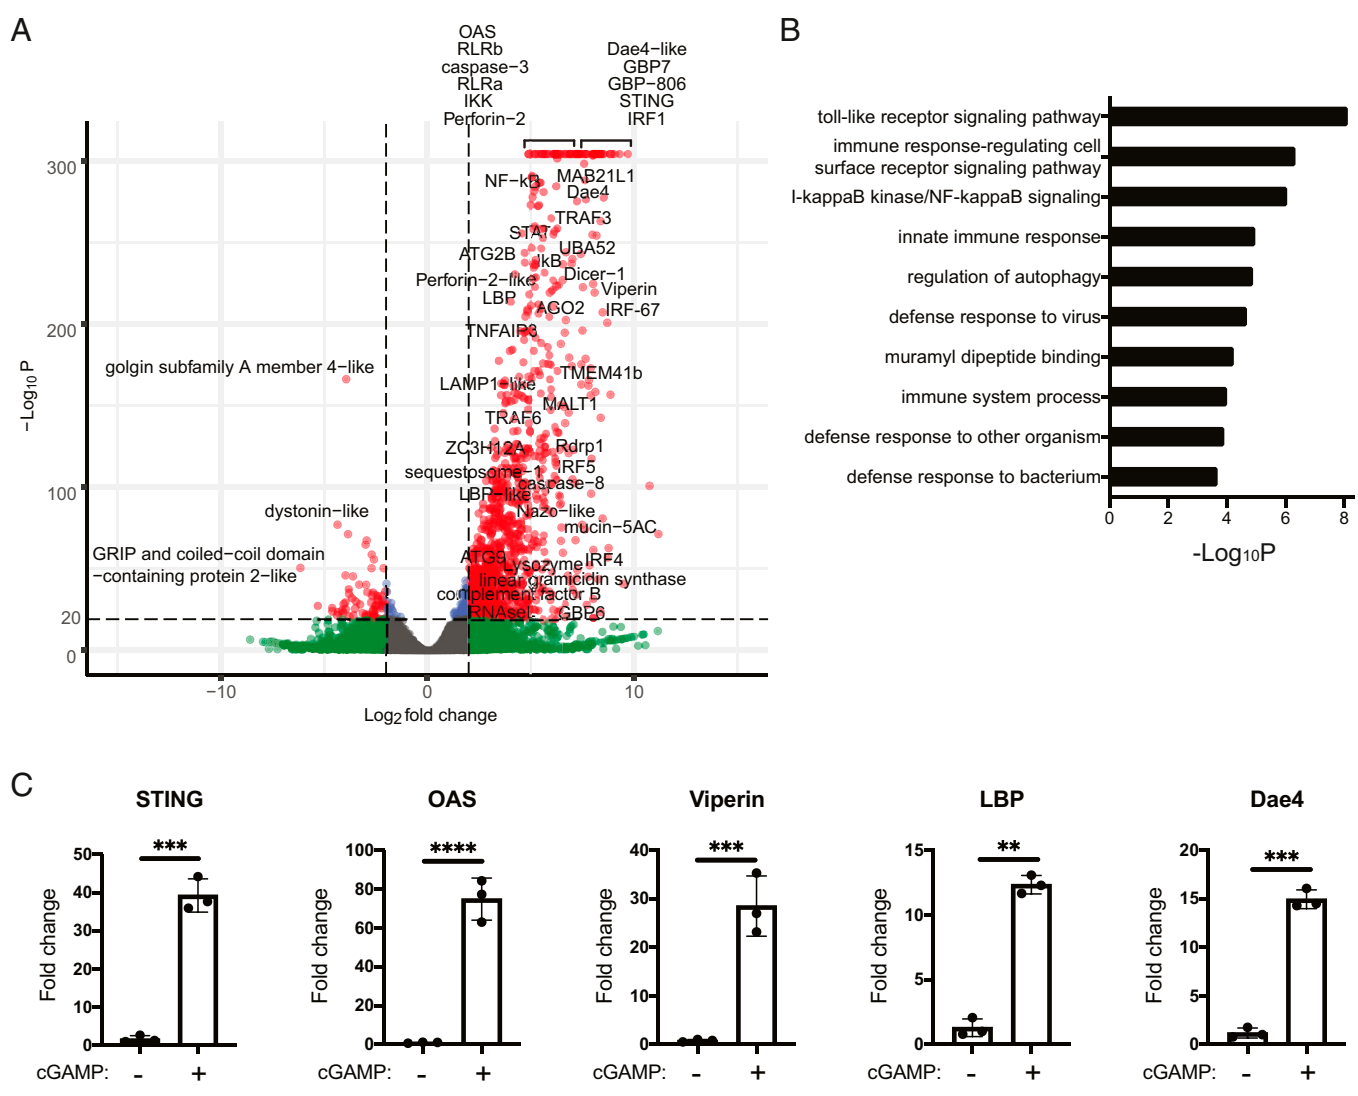 A
OAS
RLRb
caspase−3
RLRa
IKK
Perforin−2
Dae4−like
GBP7
GBP−806
STING
IRF1
300
200
100
20
0
−Log10 P
NF−kB
MAB21L1
Dae4
TRAF3
STAT
UBA52
ATG2B
IkB
Dicer−1
Perforin−2−like
Viperin
LBP
AGO2
IRF-67
TNFAIP3
golgin subfamily A member 4−like
TMEM41b
LAMP1−like
MALT1
TRAF6
ZC3H12A
Rdrp1
sequestosome−1
IRF5
caspase−8
LBP−like
dystonin−like
Nazo−like
mucin−5AC
GRIP and coiled−coil domain
−containing protein 2−like
ATG9
Lysozyme
IRF4
linear gramicidin synthase
complement factor B
RNAseL
GBP6
−10
0
10
Log2 fold change
B
toll-like receptor signaling pathway
immune response-regulating cell
surface receptor signaling pathway
I-kappaB kinase/NF-kappaB signaling
innate immune response
regulation of autophagy
defense response to virus
muramyl dipeptide binding
immune system process
defense response to other organism
defense response to bacterium
0 2 4 6 8
-Log10P
C
STING
***
50
40
30
20
10
0
Fold change
cGAMP: - +
OAS
****
100
80
60
40
20
0
Fold change
cGAMP: - +
Viperin
***
40
30
20
10
0
Fold change
cGAMP: - +
LBP
**
15
10
5
0
Fold change
cGAMP: - +
Dae4
***
20
15
10
5
0
Fold change
cGAMP: - +